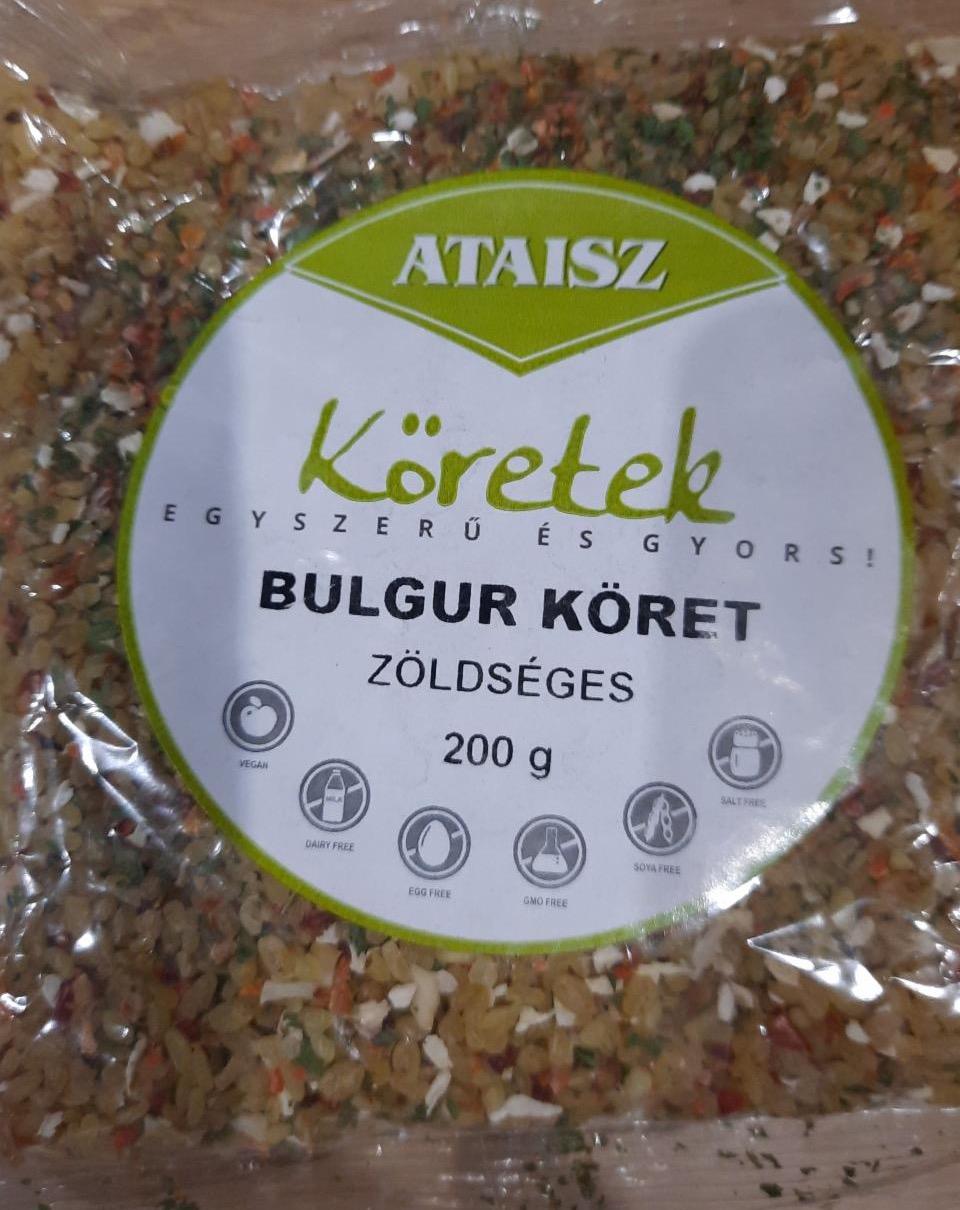 ATAISZ
Köretek
EGYSZERŰ ÉS GYORS!
BULGUR KÖRET
ZÖLDSÉGES
200 g
VEGAN
MILK
DAIRY FREE
EGG FREE
GMO FREE
SOYA FREE
SALT FREE